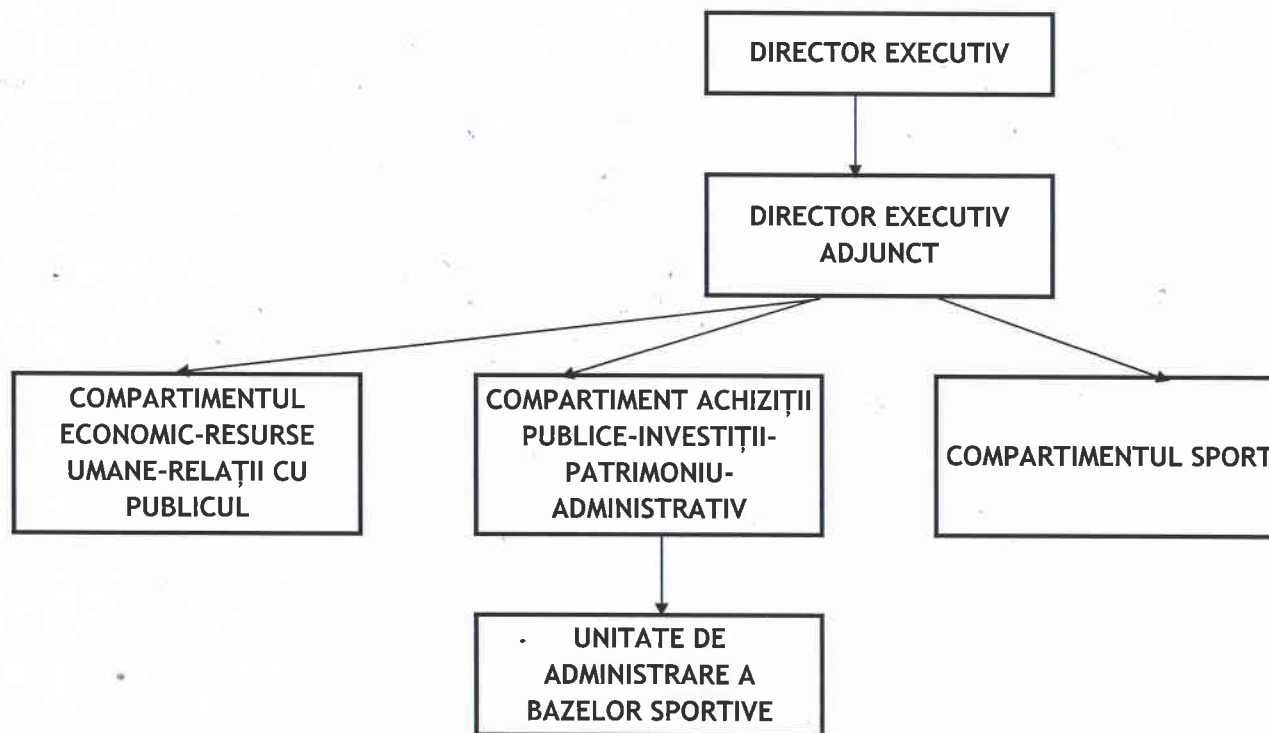 DIRECTOR EXECUTIV
DIRECTOR EXECUTIV
ADJUNCT
COMPARTIMENTUL
ECONOMIC-RESURSE
UMANE-RELAȚII CU
PUBLICUL
COMPARTIMENT ACHIZIȚII
PUBLICE-INVESTIȚII-
PATRIMONIU-
ADMINISTRATIV
COMPARTIMENTUL SPORT
UNITATE DE
ADMINISTRARE A
BAZELOR SPORTIVE